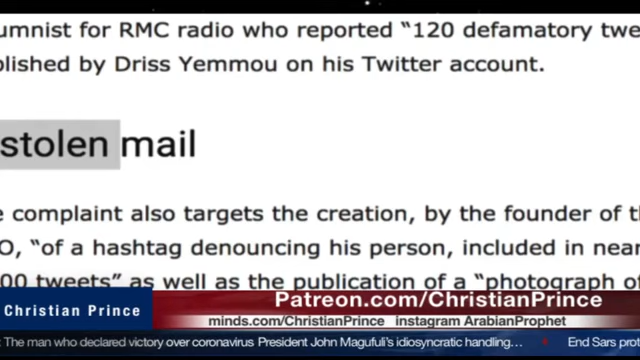 umnist for RMC radio who reported "120 defamatory twe
blished by Driss Yemmou on his Twitter account.
stolen mail
e complaint also targets the creation, by the founder of th
O, "of a hashtag denouncing his person, included in near
00 tweets" as well as the publication of a "photograph of
Christian Prince
Patreon.com/ChristianPrince
minds.com/ChristianPrince instagram ArabianProphet
: The man who declared victory over coronavirus President John Magufuli's idiosyncratic handling... End Sars prot